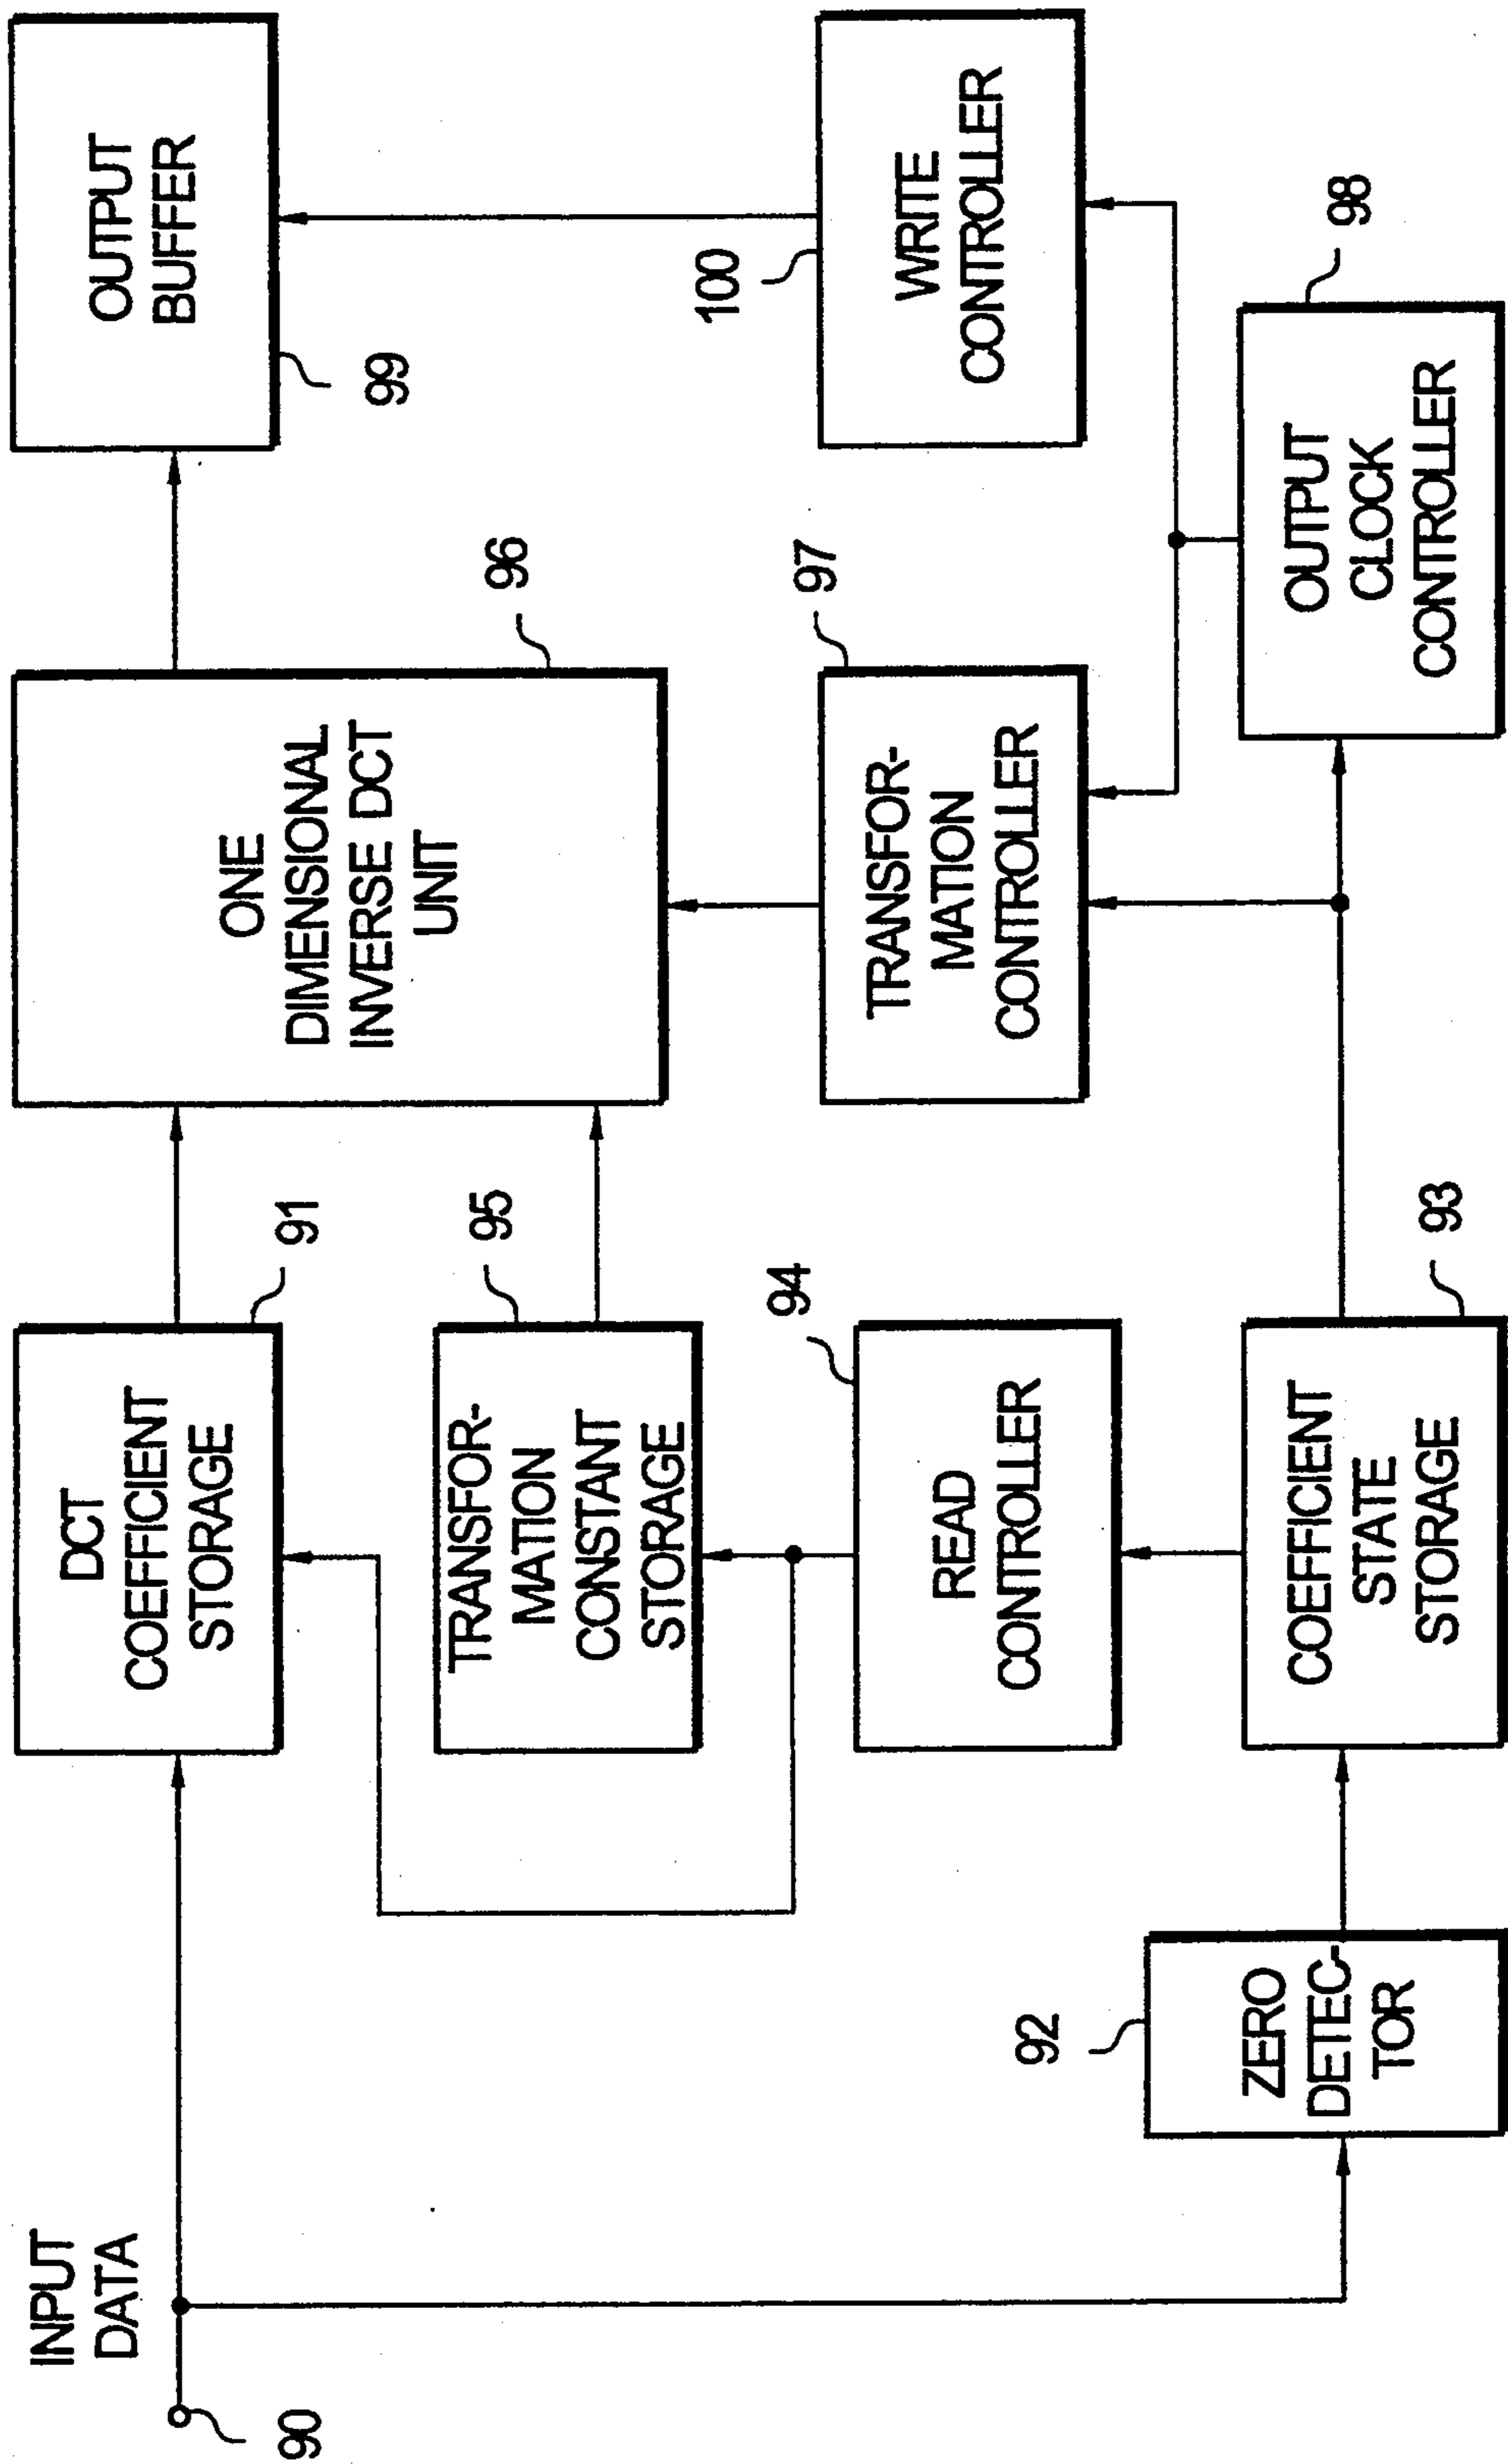 INPUT
DATA
90
DCT
COEFFICIENT
STORAGE
91
ONE
DIMENSIONAL
INVERSE DCT
UNIT
96
OUTPUT
BUFFER
99
TRANSFOR-
MATION
CONSTANT
STORAGE
95
READ
CONTROLLER
94
TRANSFOR-
MATION
CONTROLLER
97
WRITE
CONTROLLER
100
ZERO
DETEC-
TOR
92
COEFFICIENT
STATE
STORAGE
93
OUTPUT
CLOCK
CONTROLLER
98